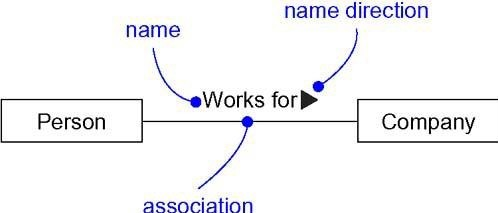 name direction
name
Works for
Person
Company
association